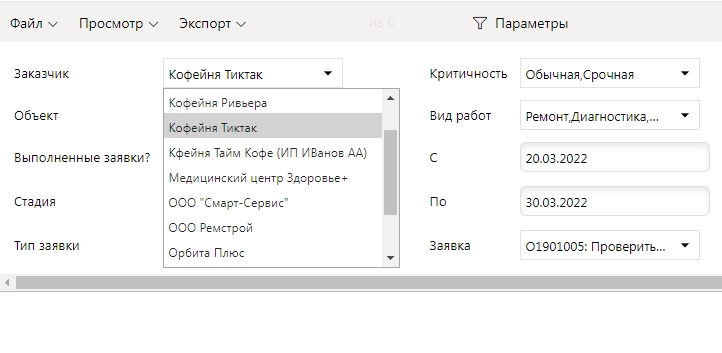 Файл Просмотр Экспорт из 0 Параметры
Заказчик Кофейня Тиктак Критичность Обычная,Срочная
Кофейня Ривьера
Объект Кофейня Тиктак Вид работ Ремонт,Диагностика,...
Выполненные заявки? Кфейня Тайм Кофе (ИП ИВанов АА) С 20.03.2022
Медицинский центр Здоровье+
Стадия ООО "Смарт-Сервис" По 30.03.2022
ООО Ремстрой
Тип заявки Орбита Плюс Заявка О1901005: Проверить...